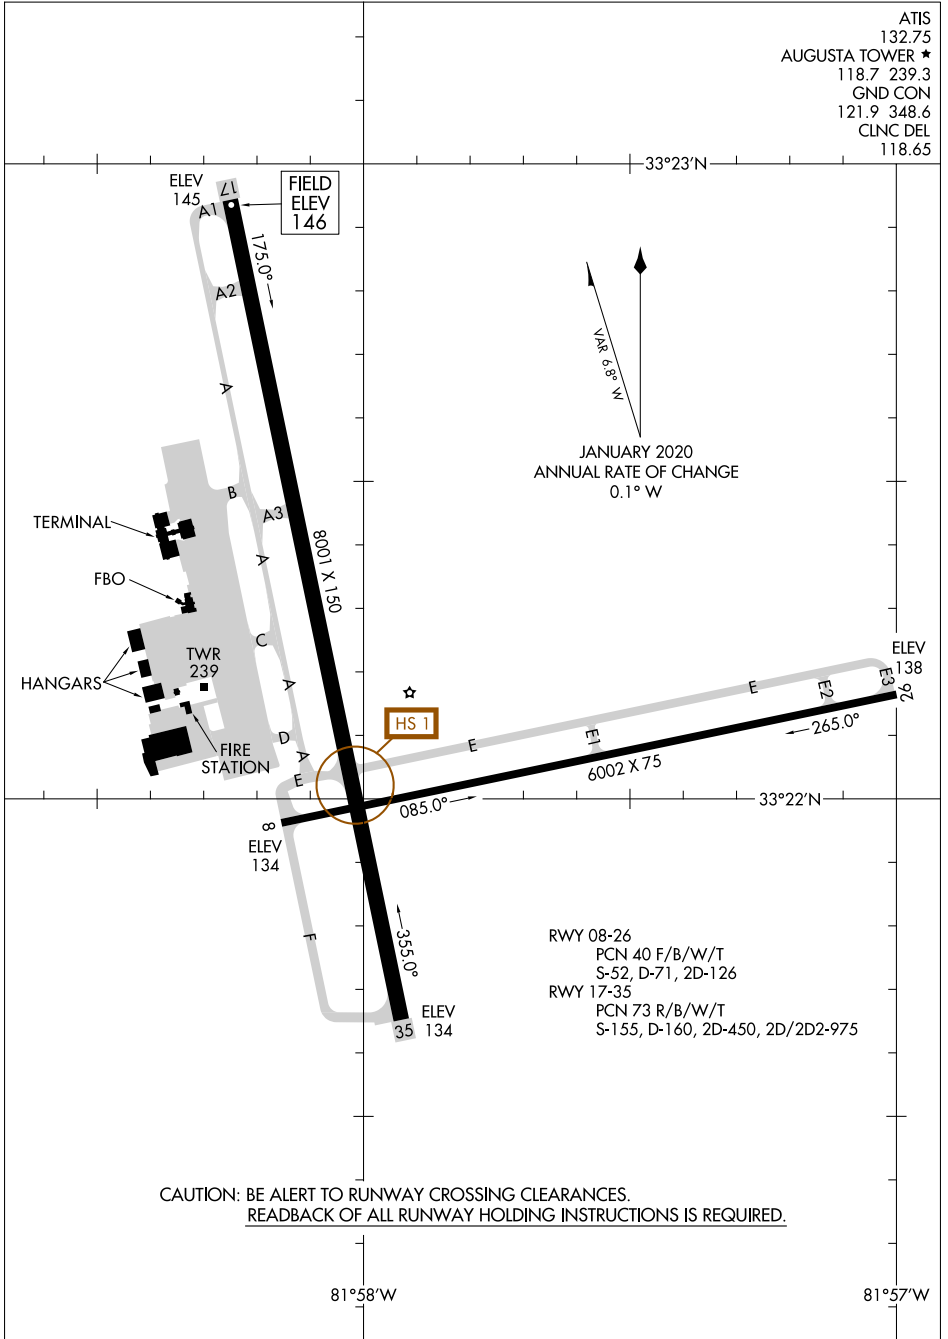 ATIS
132.75
AUGUSTA TOWER ★
118.7 239.3
GND CON
121.9 348.6
CLNC DEL
118.65
33°23'N
ELEV
145
17
FIELD
ELEV
146
A1
175.0°
A2
VAR 6.8° W
A
JANUARY 2020
ANNUAL RATE OF CHANGE
0.1° W
B
A3
TERMINAL
8001 X 150
A
FBO
C
TWR
239
HANGARS
A
ELEV
138
E3
26
E2
E
265.0°
HS 1
E1
E
6002 X 75
D
A
FIRE
STATION
E
085.0°
33°22'N
8
ELEV
134
F
355.0°
RWY 08-26
PCN 40 F/B/W/T
S-52, D-71, 2D-126
RWY 17-35
PCN 73 R/B/W/T
S-155, D-160, 2D-450, 2D/2D2-975
35
ELEV
134
CAUTION: BE ALERT TO RUNWAY CROSSING CLEARANCES.
READBACK OF ALL RUNWAY HOLDING INSTRUCTIONS IS REQUIRED.
81°58'W
81°57'W